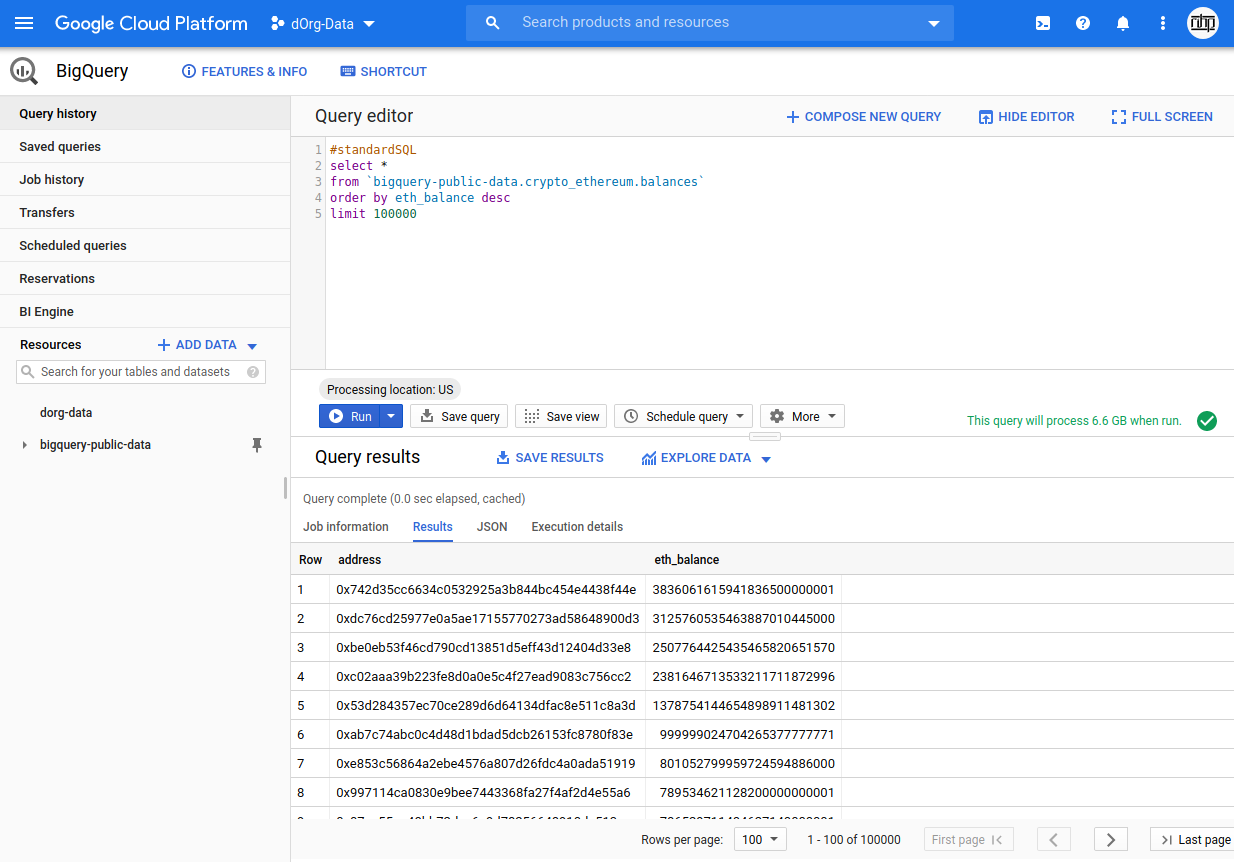 Google Cloud Platform dOrg-Data Search products and resources
BigQuery FEATURES & INFO SHORTCUT
Query history
Saved queries
Job history
Transfers
Scheduled queries
Reservations
BI Engine
Resources ADD DATA
Search for your tables and datasets
dorg-data
bigquery-public-data
Query editor COMPOSE NEW QUERY HIDE EDITOR FULL SCREEN
1 #standardSQL
2 select *
3 from `bigquery-public-data.crypto_ethereum.balances`
4 order by eth_balance desc
5 limit 100000
Processing location: US
Run Save query Save view Schedule query More This query will process 6.6 GB when run.
Query results SAVE RESULTS EXPLORE DATA
Query complete (0.0 sec elapsed, cached)
Job information Results JSON Execution details
Row address eth_balance
1 0x742d35cc6634c0532925a3b844bc454e4438f44e 3836061615941836500000001
2 0xdc76cd25977e0a5ae17155770273ad58648900d3 3125760535463887010445000
3 0xbe0eb53f46cd790cd13851d5eff43d12404d33e8 2507764425435465820651570
4 0xc02aaa39b223fe8d0a0e5c4f27ead9083c756cc2 2381646713533211711872996
5 0x53d284357ec70ce289d6d64134dfac8e511c8a3d 1378754144654898911481302
6 0xab7c74abc0c4d48d1bdad5dcb26153fc8780f83e 999999024704265377777771
7 0xe853c56864a2ebe4576a807d26fdc4a0ada51919 801052799959724594886000
8 0x997114ca0830e9bee7443368fa27f4af2d4e55a6 789534621128200000000001
Rows per page: 100 1 - 100 of 100000 First page Last page